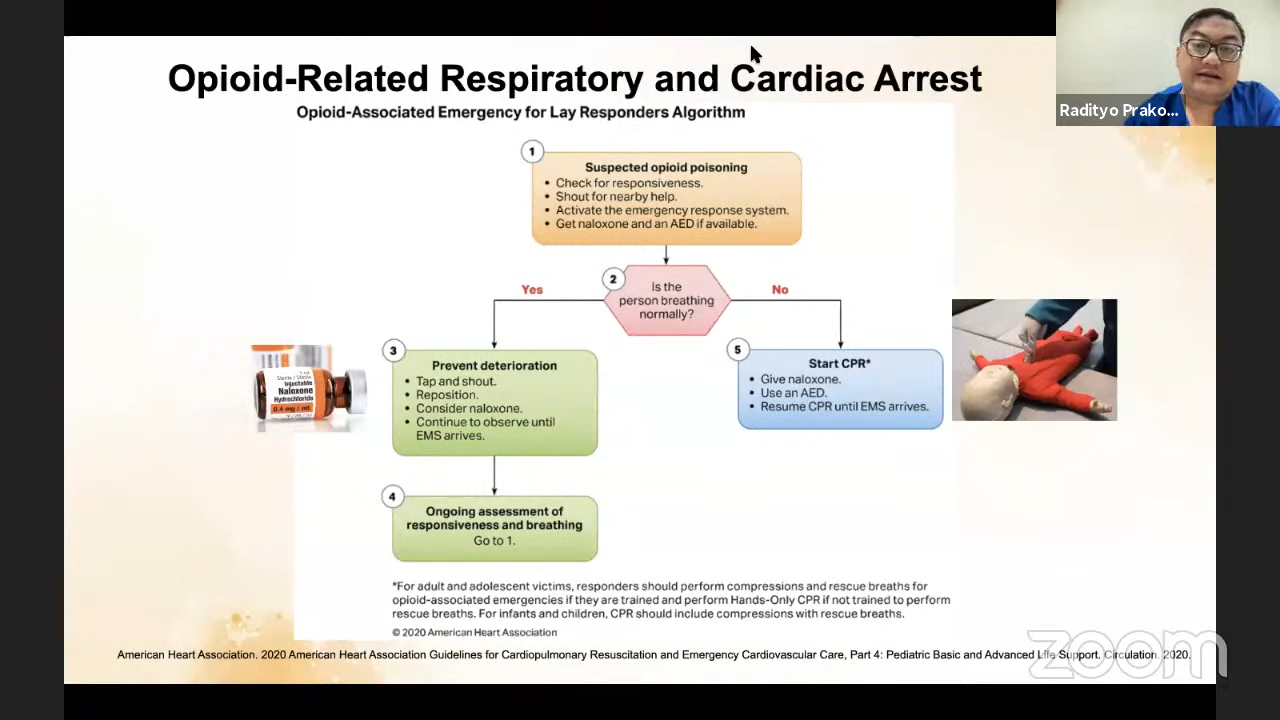 Opioid-Related Respiratory and Cardiac Arrest
Radityo Prako...
Opioid-Associated Emergency for Lay Responders Algorithm
1
Suspected opioid poisoning
• Check for responsiveness.
• Shout for nearby help.
• Activate the emergency response system.
• Get naloxone and an AED if available.
2
Is the
person breathing
normally?
Yes
No
3
Prevent deterioration
• Tap and shout.
• Reposition.
• Consider naloxone.
• Continue to observe until
EMS arrives.
5
Start CPR*
• Give naloxone.
• Use an AED.
• Resume CPR until EMS arrives.
Injectable
Naloxone
Hydrochloride
0.4 mg / mL
4
Ongoing assessment of
responsiveness and breathing
Go to 1.
*For adult and adolescent victims, responders should perform compressions and rescue breaths for
opioid-associated emergencies if they are trained and perform Hands-Only CPR if not trained to perform
rescue breaths. For infants and children, CPR should include compressions with rescue breaths.
© 2020 American Heart Association
zoom
American Heart Association. 2020 American Heart Association Guidelines for Cardiopulmonary Resuscitation and Emergency Cardiovascular Care, Part 4: Pediatric Basic and Advanced Life Support. Circulation. 2020.